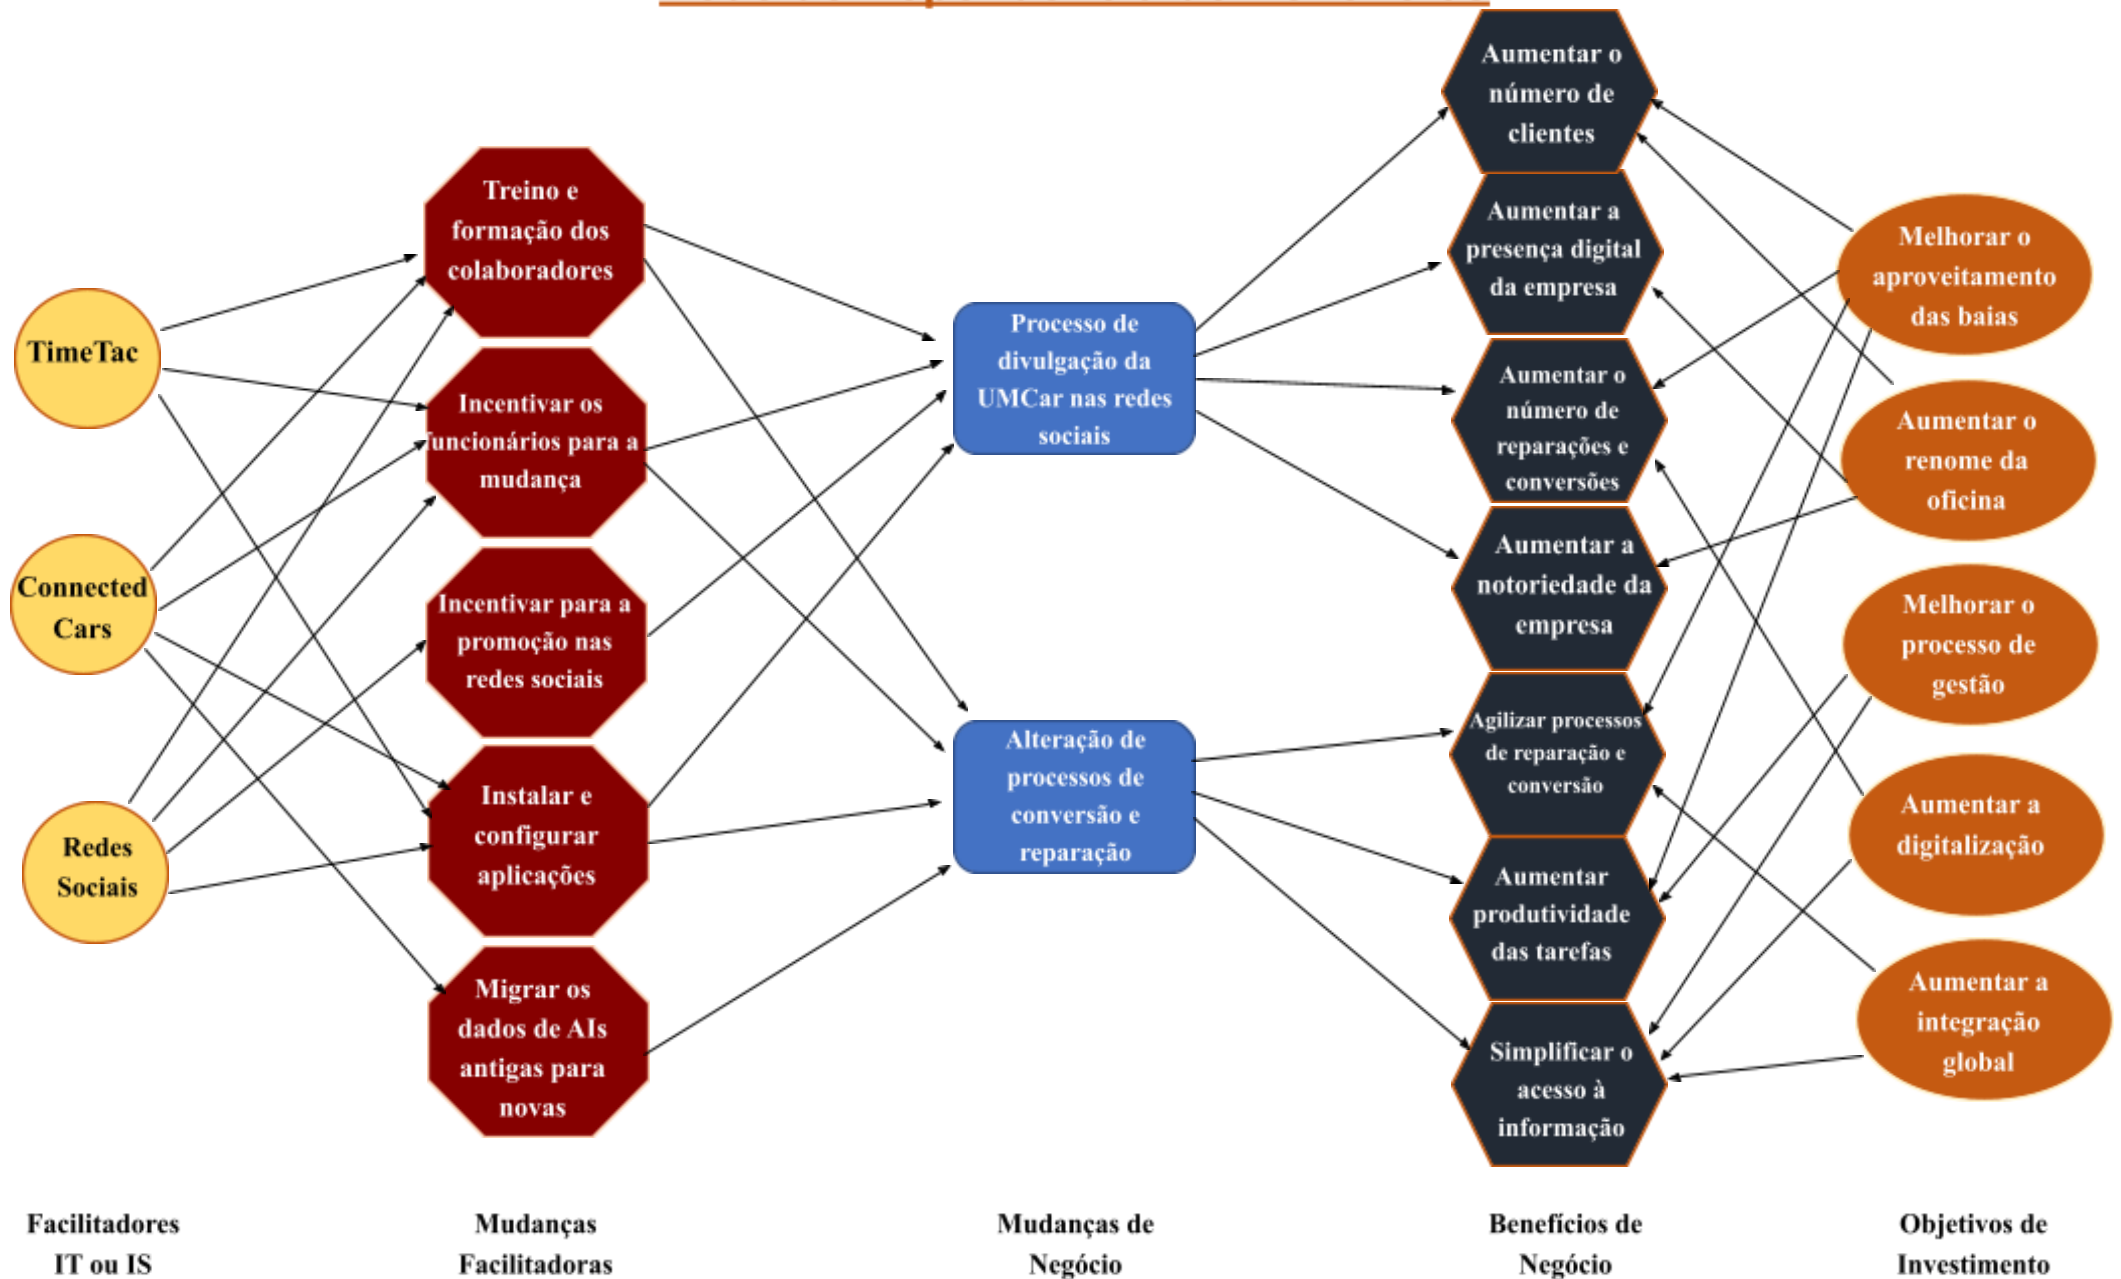 TimeTac
Connected
Cars
Redes
Sociais
Treino e
formação dos
colaboradores
Incentivar os
funcionários para a
mudança
Incentivar para a
promoção nas
redes sociais
Instalar e
configurar
aplicações
Migrar os
dados de AIs
antigas para
novas
Processo de
divulgação da
UMCar nas redes
sociais
Alteração de
processos de
conversão e
reparação
Aumentar o
número de
clientes
Aumentar a
presença digital
da empresa
Aumentar o
número de
reparações e
conversões
Aumentar a
notoriedade da
empresa
Agilizar processos
de reparação e
conversão
Aumentar
produtividade
das tarefas
Simplificar o
acesso à
informação
Melhorar o
aproveitamento
das baias
Aumentar o
renome da
oficina
Melhorar o
processo de
gestão
Aumentar a
digitalização
Aumentar a
integração
global
Facilitadores
IT ou IS
Mudanças
Facilitadoras
Mudanças de
Negócio
Benefícios de
Negócio
Objetivos de
Investimento